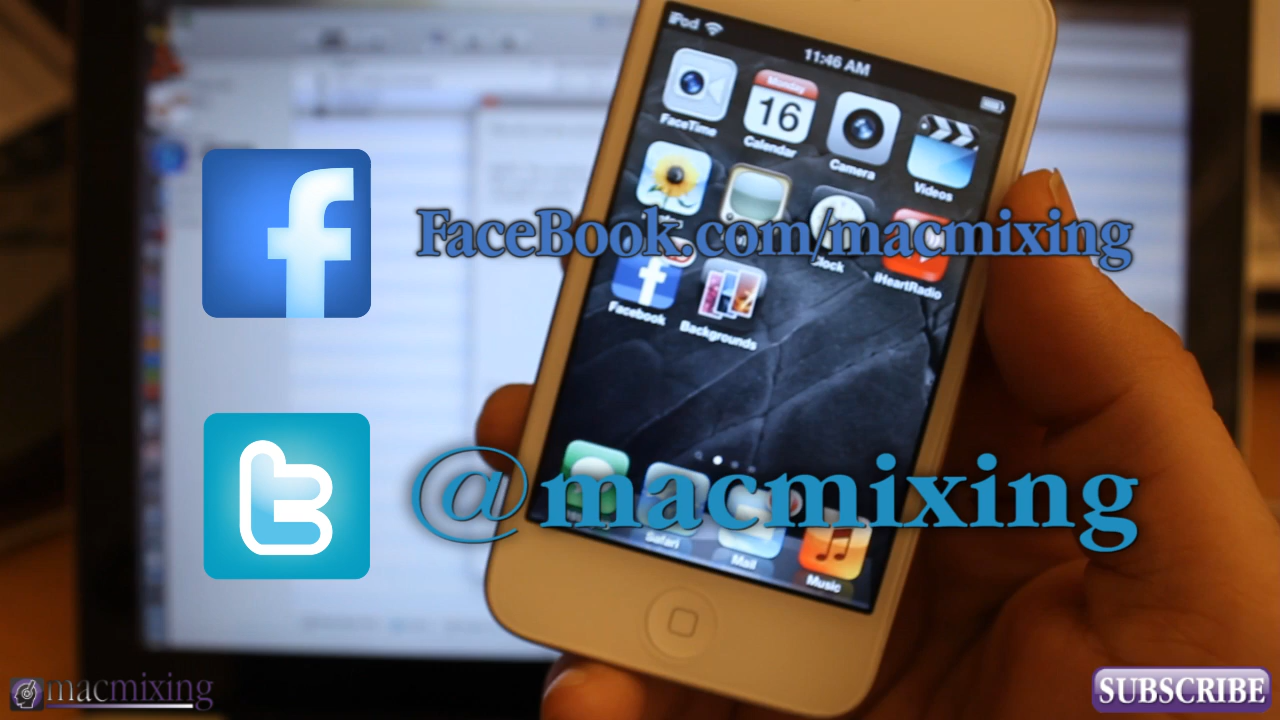 iPod
11:46 AM
FaceTime
Monday
16
Calendar
Camera
Videos
FaceBook.com/macmixing
Clock
iHeartRadio
Facebook
Backgrounds
@macmixing
Safari
Mail
Music
macmixing
SUBSCRIBE